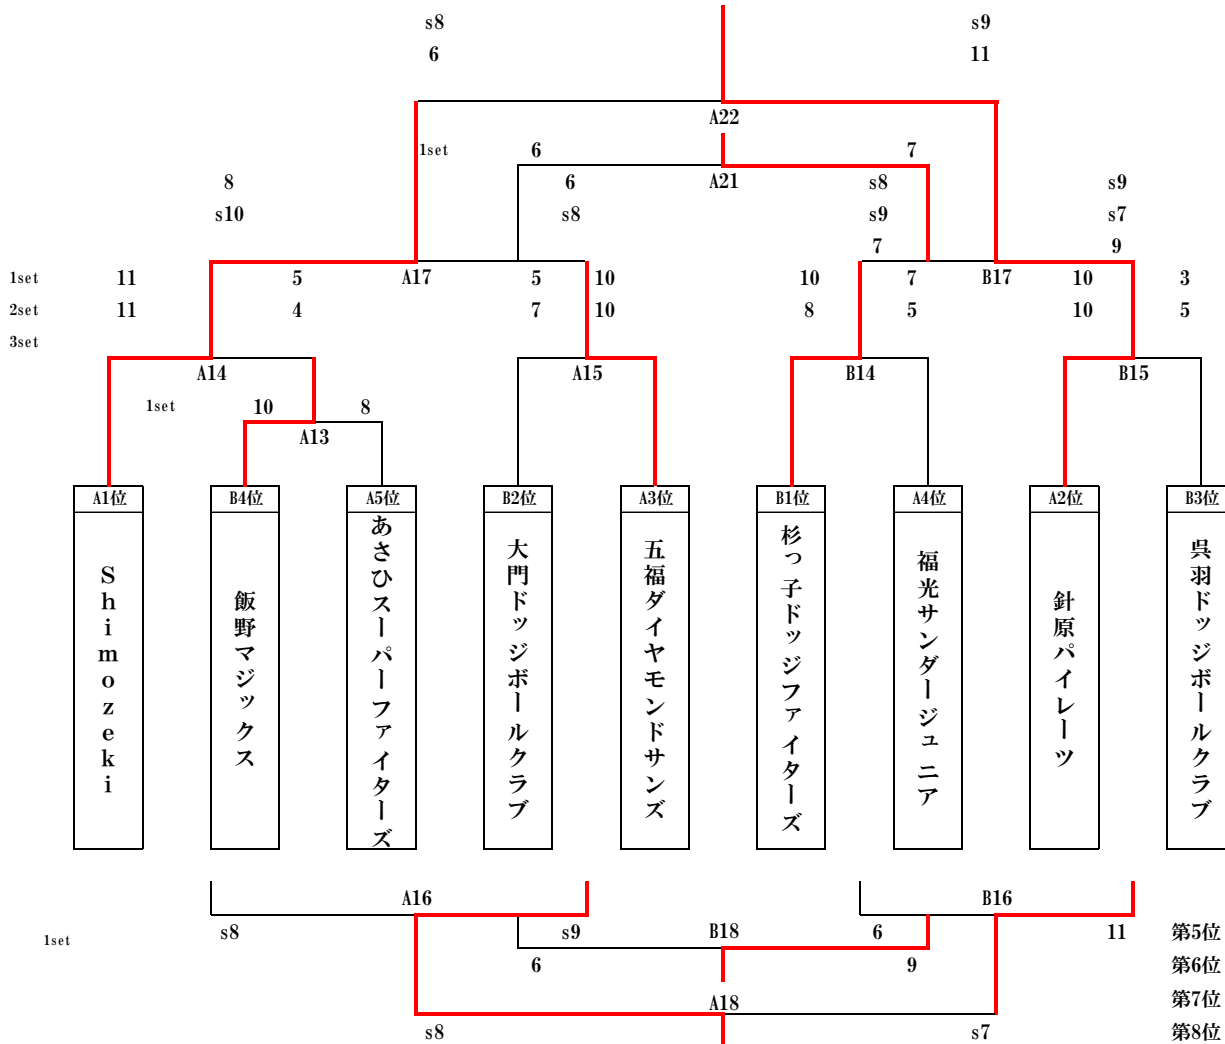 s8 s9
6 11
A22
1set 6 7
8 6 A21 s8 s9
s10 s8 s9 s7
7 9
1set 11 5 A17 5 10 10 7 B17 10 3
2set 11 4 7 10 8 5 10 5
3set
A14 A15 B14 B15
1set 10 8
A13
A1位 B4位 A5位 B2位 A3位 B1位 A4位 A2位 B3位
Shimozeki
飯野マジックス
あさひスーパーファイターズ
大門ドッジボールクラブ
五福ダイヤモンドサンズ
杉っ子ドッジファイターズ
福光サンダージュニア
針原パイレーツ
呉羽ドッジボールクラブ
A16 B16
1set s8 s9 B18 6 11 第5位
6 9 第6位
A18 第7位
s8 s7 第8位